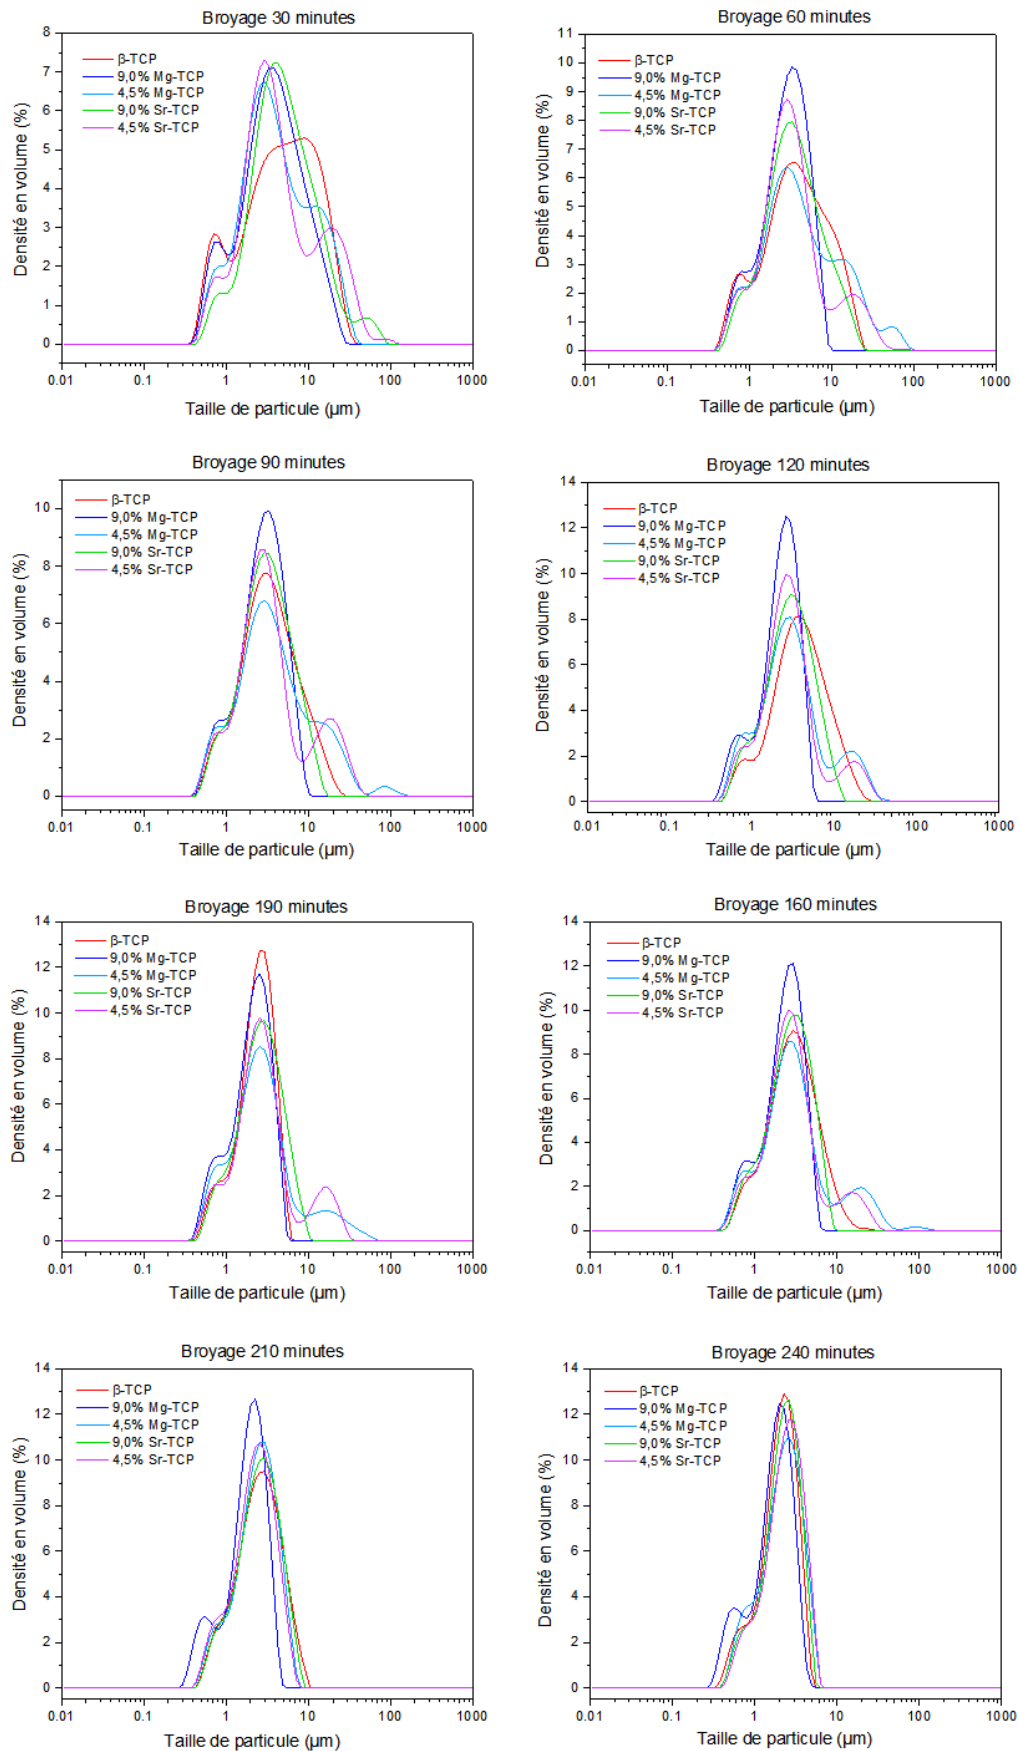 Broyage 30 minutes
Densité en volume (%)
8
7
6
5
4
3
2
1
0
β-TCP
9,0% Mg-TCP
4,5% Mg-TCP
9,0% Sr-TCP
4,5% Sr-TCP
0.01 0.1 1 10 100 1000
Taille de particule (µm)
Broyage 60 minutes
Densité en volume (%)
11
10
9
8
7
6
5
4
3
2
1
0
β-TCP
9,0% Mg-TCP
4,5% Mg-TCP
9,0% Sr-TCP
4,5% Sr-TCP
0.01 0.1 1 10 100 1000
Taille de particule (µm)
Broyage 90 minutes
Densité en volume (%)
10
8
6
4
2
0
β-TCP
9,0% Mg-TCP
4,5% Mg-TCP
9,0% Sr-TCP
4,5% Sr-TCP
0.01 0.1 1 10 100 1000
Taille de particule (µm)
Broyage 120 minutes
Densité en volume (%)
14
12
10
8
6
4
2
0
β-TCP
9,0% Mg-TCP
4,5% Mg-TCP
9,0% Sr-TCP
4,5% Sr-TCP
0.01 0.1 1 10 100 1000
Taille de particule (µm)
Broyage 190 minutes
Densité en volume (%)
14
12
10
8
6
4
2
0
β-TCP
9,0% Mg-TCP
4,5% Mg-TCP
9,0% Sr-TCP
4,5% Sr-TCP
0.01 0.1 1 10 100 1000
Taille de particule (µm)
Broyage 160 minutes
Densité en volume (%)
14
12
10
8
6
4
2
0
β-TCP
9,0% Mg-TCP
4,5% Mg-TCP
9,0% Sr-TCP
4,5% Sr-TCP
0.01 0.1 1 10 100 1000
Taille de particule (µm)
Broyage 210 minutes
Densité en volume (%)
14
12
10
8
6
4
2
0
β-TCP
9,0% Mg-TCP
4,5% Mg-TCP
9,0% Sr-TCP
4,5% Sr-TCP
0.01 0.1 1 10 100 1000
Taille de particule (µm)
Broyage 240 minutes
Densité en volume (%)
14
12
10
8
6
4
2
0
β-TCP
9,0% Mg-TCP
4,5% Mg-TCP
9,0% Sr-TCP
4,5% Sr-TCP
0.01 0.1 1 10 100 1000
Taille de particule (µm)